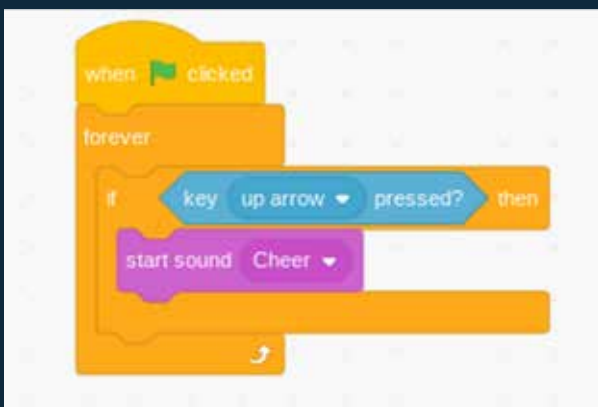 when clicked
forever
if key up arrow pressed? then
start sound Cheer